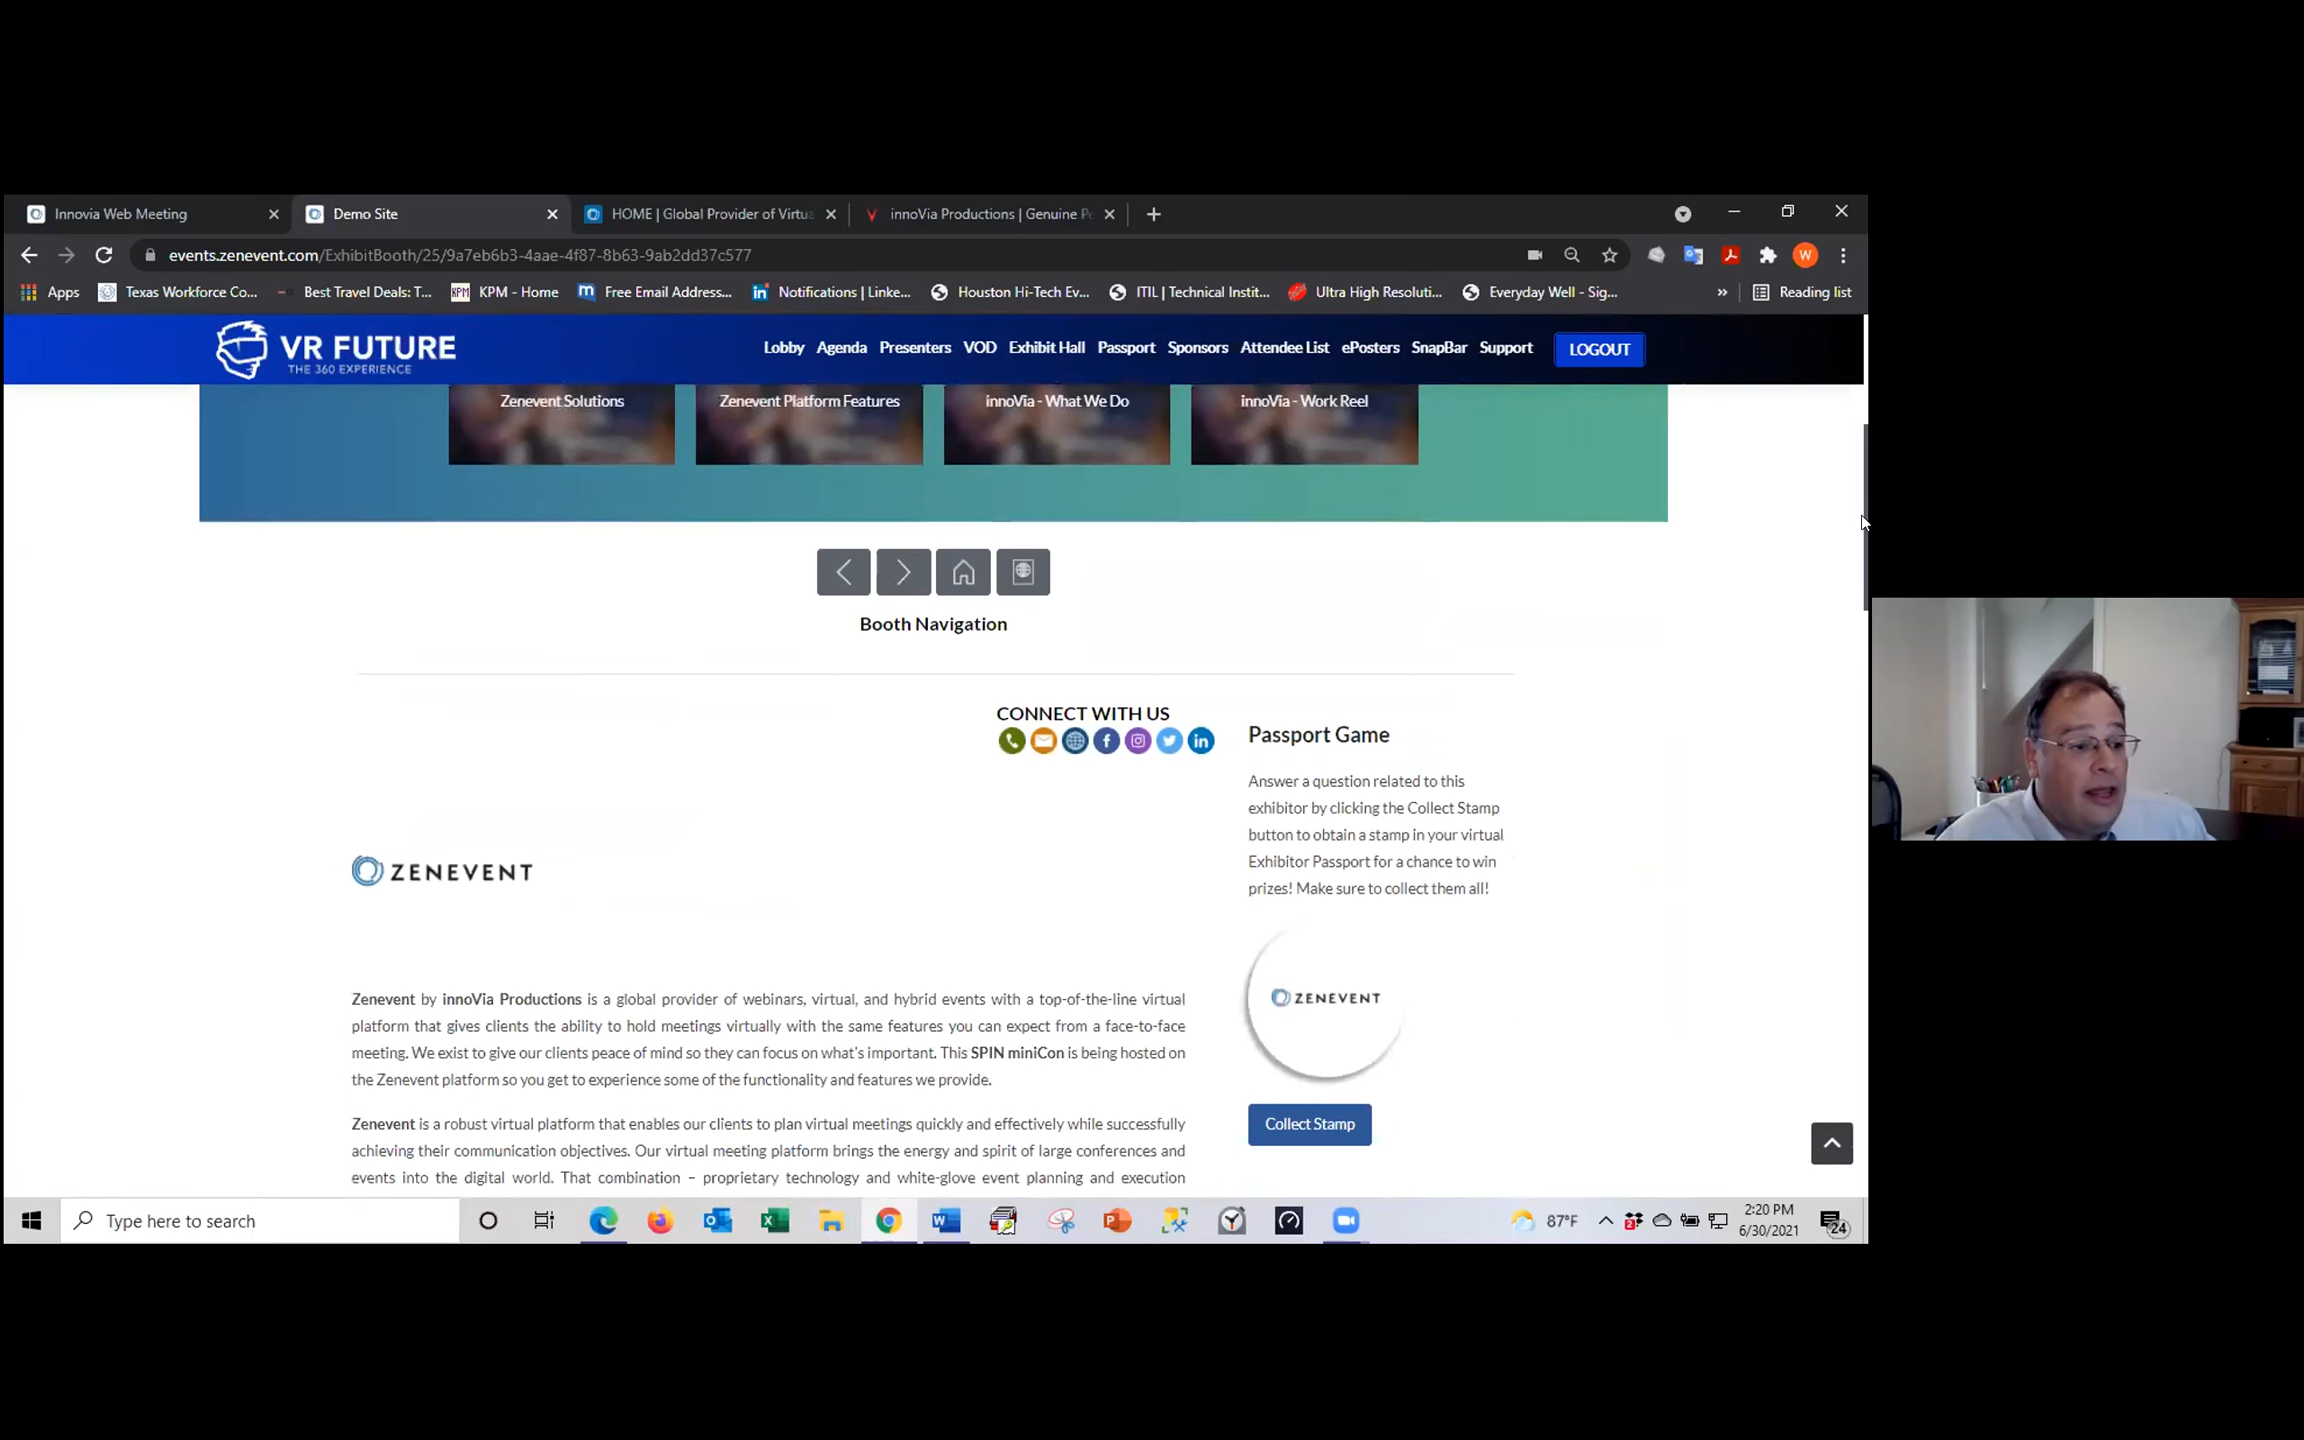 Innovia Web Meeting
Demo Site
HOME | Global Provider of Virtu
innoVia Productions | Genuine Pe
events.zenevent.com/ExhibitBooth/25/9a7eb6b3-4aae-4f87-8b63-9ab2dd37c577
W
Apps
Texas Workforce Co...
Best Travel Deals: T...
KPM - Home
Free Email Address...
Notifications | Linke...
Houston Hi-Tech Ev...
ITIL | Technical Instit...
Ultra High Resoluti...
Everyday Well - Sig...
Reading list
VR FUTURE
THE 360 EXPERIENCE
Lobby Agenda Presenters VOD Exhibit Hall Passport Sponsors Attendee List ePosters SnapBar Support LOGOUT
Zenevent Solutions
Zenevent Platform Features
innoVia - What We Do
innoVia - Work Reel
Booth Navigation
CONNECT WITH US
ZENEVENT
Zenevent by innoVia Productions is a global provider of webinars, virtual, and hybrid events with a top-of-the-line virtual
platform that gives clients the ability to hold meetings virtually with the same features you can expect from a face-to-face
meeting. We exist to give our clients peace of mind so they can focus on what's important. This SPIN miniCon is being hosted on
the Zenevent platform so you get to experience some of the functionality and features we provide.
Zenevent is a robust virtual platform that enables our clients to plan virtual meetings quickly and effectively while successfully
achieving their communication objectives. Our virtual meeting platform brings the energy and spirit of large conferences and
events into the digital world. That combination – proprietary technology and white-glove event planning and execution
Passport Game
Answer a question related to this
exhibitor by clicking the Collect Stamp
button to obtain a stamp in your virtual
Exhibitor Passport for a chance to win
prizes! Make sure to collect them all!
ZENEVENT
Collect Stamp
Type here to search
87°F
2:20 PM
6/30/2021
24